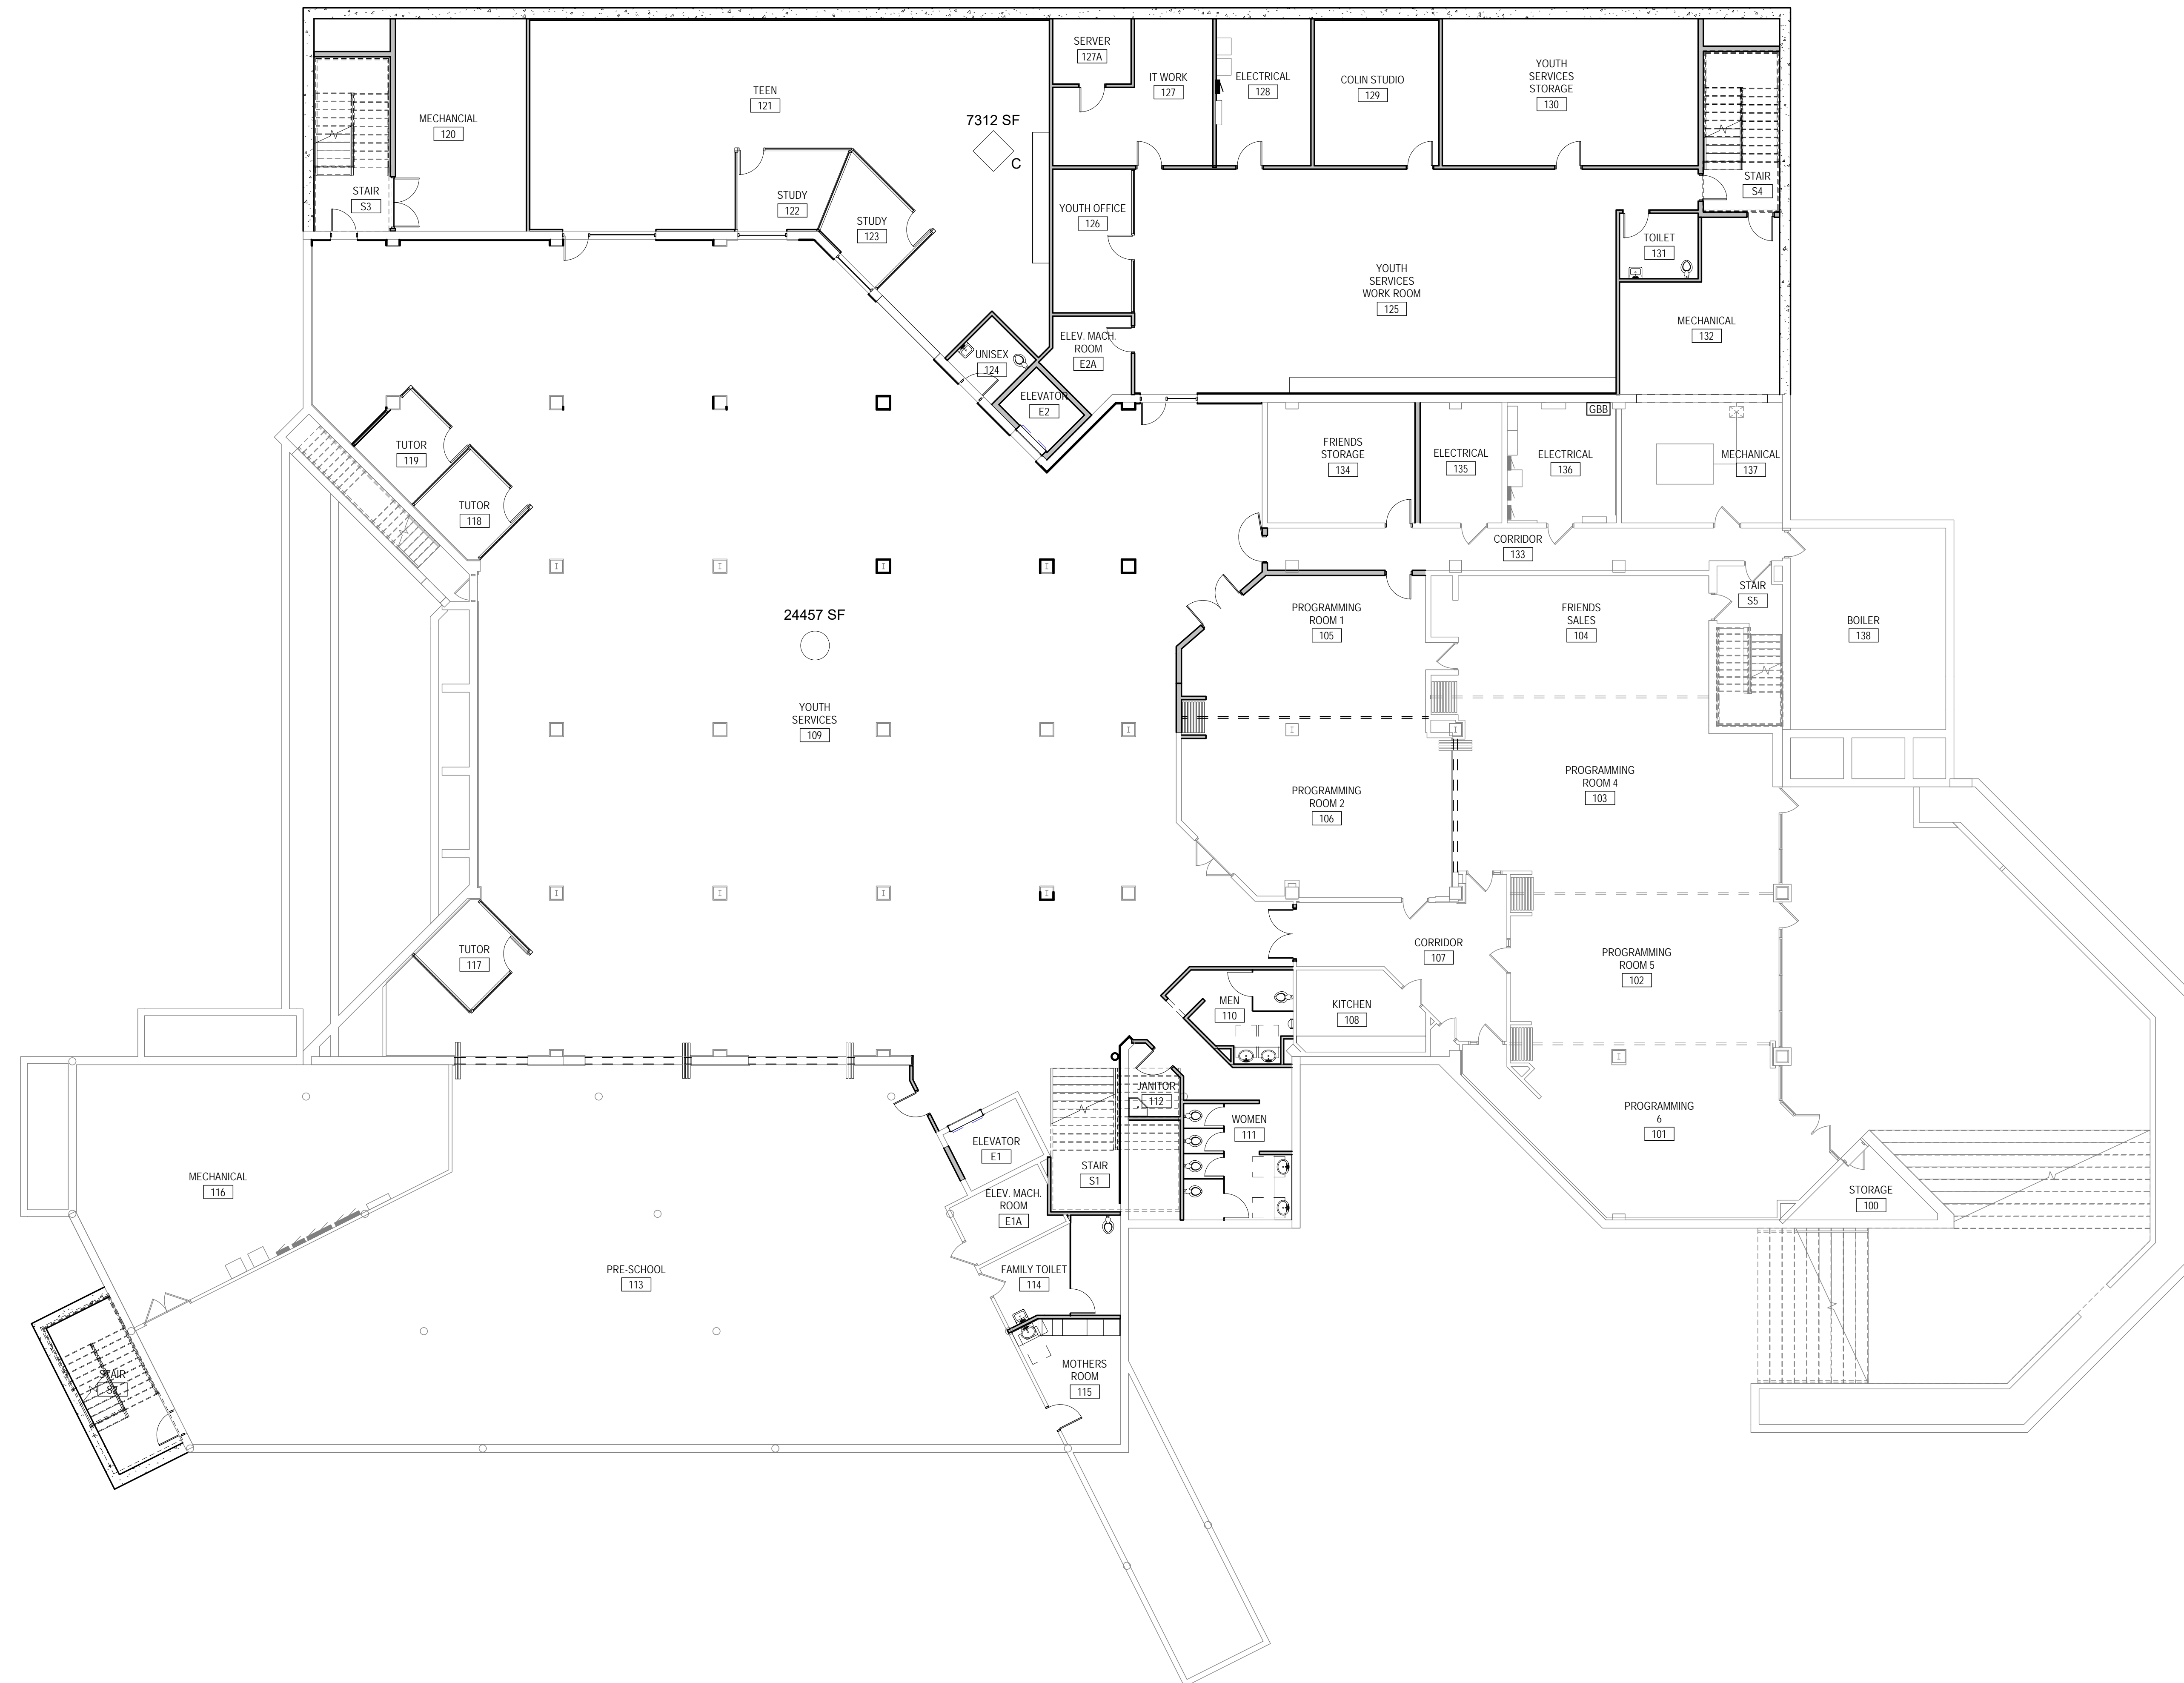 SERVER
127A
IT WORK
127
ELECTRICAL
128
COLIN STUDIO
129
YOUTH
SERVICES
STORAGE
130
TEEN
121
MECHANCIAL
120
7312 SF
C
STAIR
S3
STUDY
122
STUDY
123
YOUTH OFFICE
126
STAIR
S4
TOILET
131
YOUTH
SERVICES
WORK ROOM
125
MECHANICAL
132
UNISEX
124
ELEV. MACH.
ROOM
E2A
ELEVATOR
E2
GBB
TUTOR
119
TUTOR
118
FRIENDS
STORAGE
134
ELECTRICAL
135
ELECTRICAL
136
MECHANICAL
137
CORRIDOR
133
STAIR
S5
24457 SF
PROGRAMMING
ROOM 1
105
FRIENDS
SALES
104
BOILER
138
YOUTH
SERVICES
109
PROGRAMMING
ROOM 2
106
PROGRAMMING
ROOM 4
103
TUTOR
117
CORRIDOR
107
PROGRAMMING
ROOM 5
102
MEN
110
KITCHEN
108
JANITOR
112
WOMEN
111
PROGRAMMING
6
101
ELEVATOR
E1
STAIR
S1
MECHANICAL
116
ELEV. MACH.
ROOM
E1A
STORAGE
100
PRE-SCHOOL
113
FAMILY TOILET
114
MOTHERS
ROOM
115
STAIR
S2